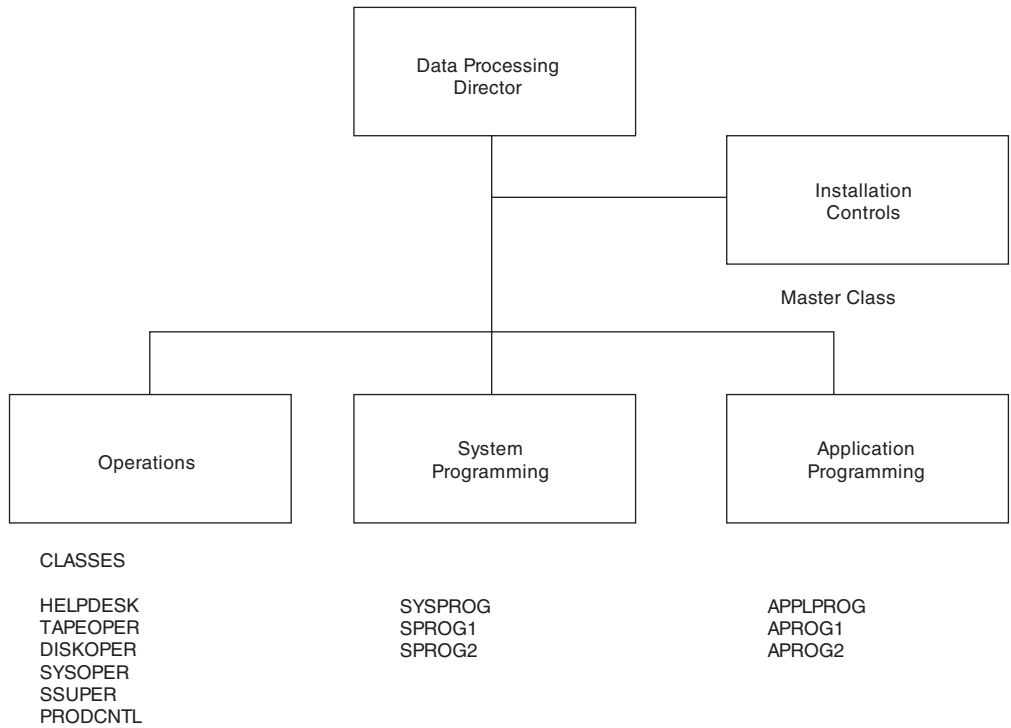 Data Processing
Director
Installation
Controls
Master Class
Operations
System
Programming
Application
Programming
CLASSES
HELPDESK
TAPEOPER
DISKOPER
SYSOPER
SSUPER
PRODCNTL
SYSPROG
SPROG1
SPROG2
APPLPROG
APROG1
APROG2